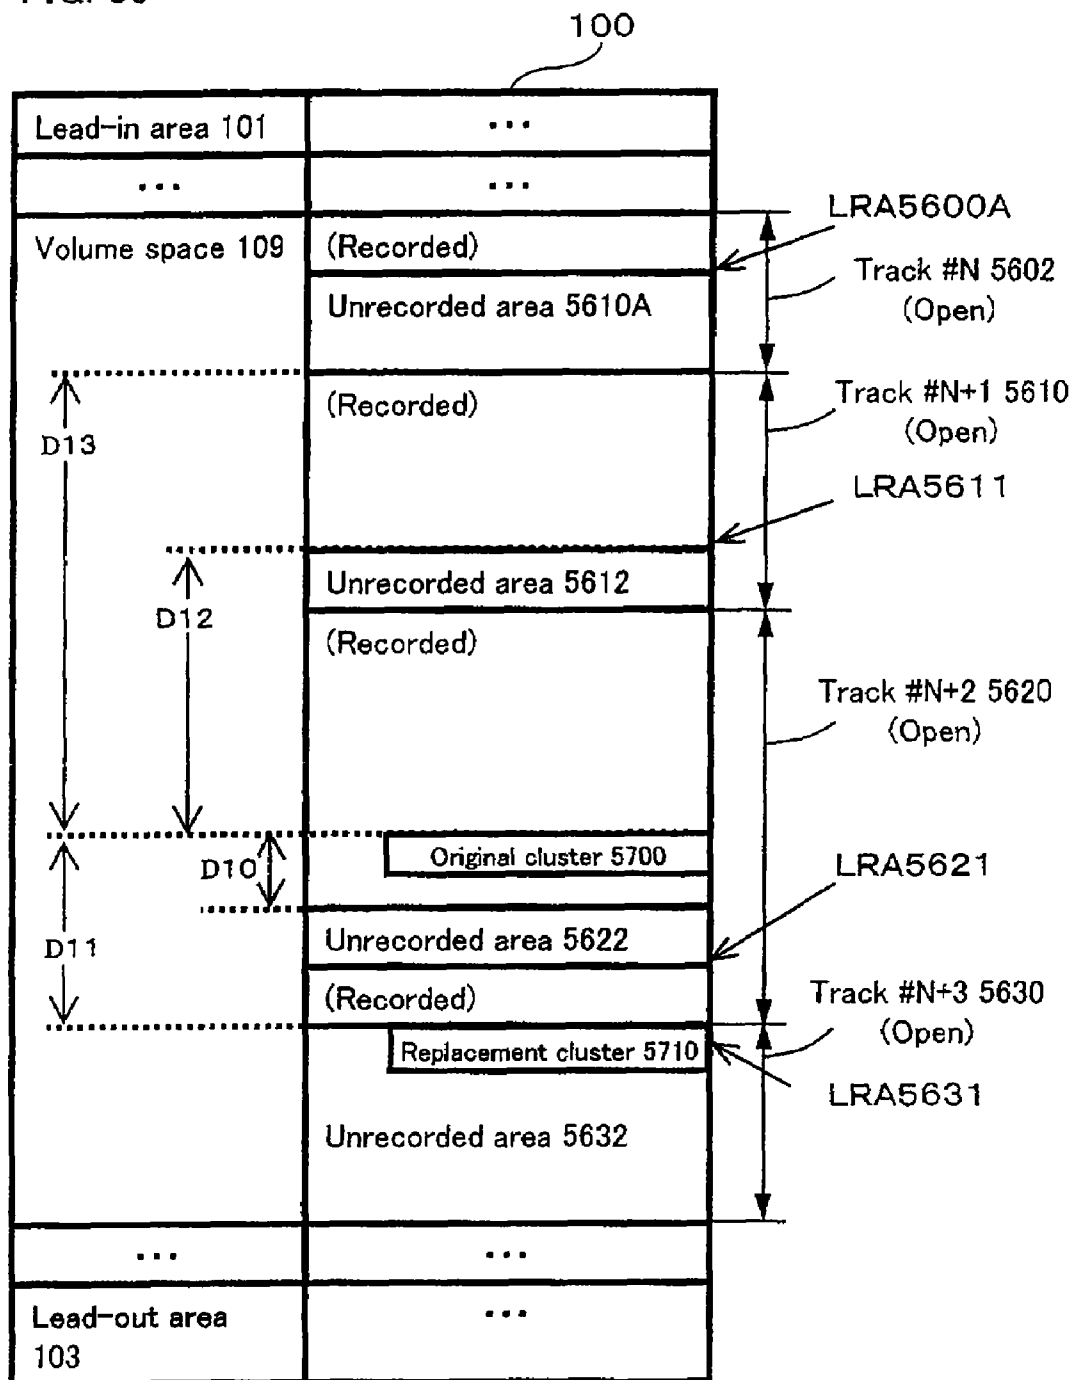 100
Lead-in area 101
...
...
...
LRA5600A
Volume space 109
(Recorded)
Track #N 5602
(Open)
Unrecorded area 5610A
(Recorded)
Track #N+1 5610
(Open)
D13
LRA5611
Unrecorded area 5612
D12
(Recorded)
Track #N+2 5620
(Open)
Original cluster 5700
LRA5621
D10
Unrecorded area 5622
D11
(Recorded)
Track #N+3 5630
(Open)
Replacement cluster 5710
LRA5631
Unrecorded area 5632
...
...
Lead-out area
103
...